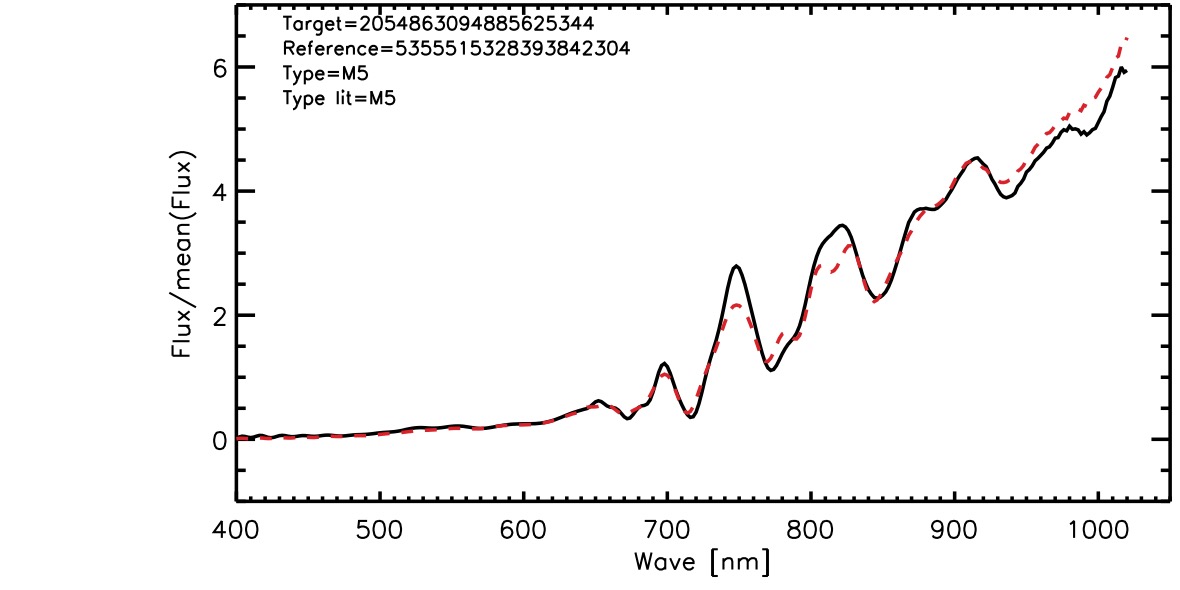 Target=2054863094885625344
Reference=5355515328393842304
Type=M5
Type lit=M5
6
4
2
0
Flux/mean(Flux)
400 500 600 700 800 900 1000
Wave [nm]